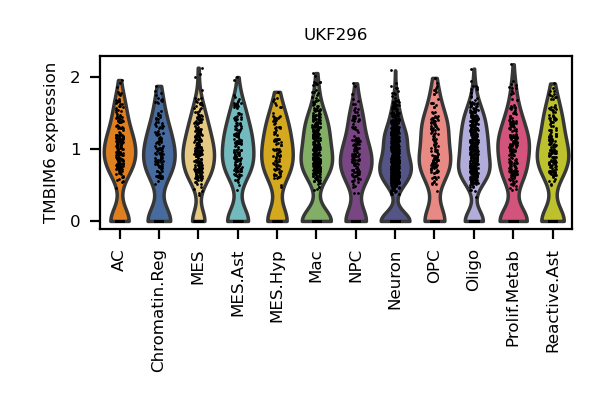 UKF296
TMBIM6 expression
2
1
0
AC
Chromatin.Reg
MES
MES.Ast
MES.Hyp
Mac
NPC
Neuron
OPC
Oligo
Prolif.Metab
Reactive.Ast